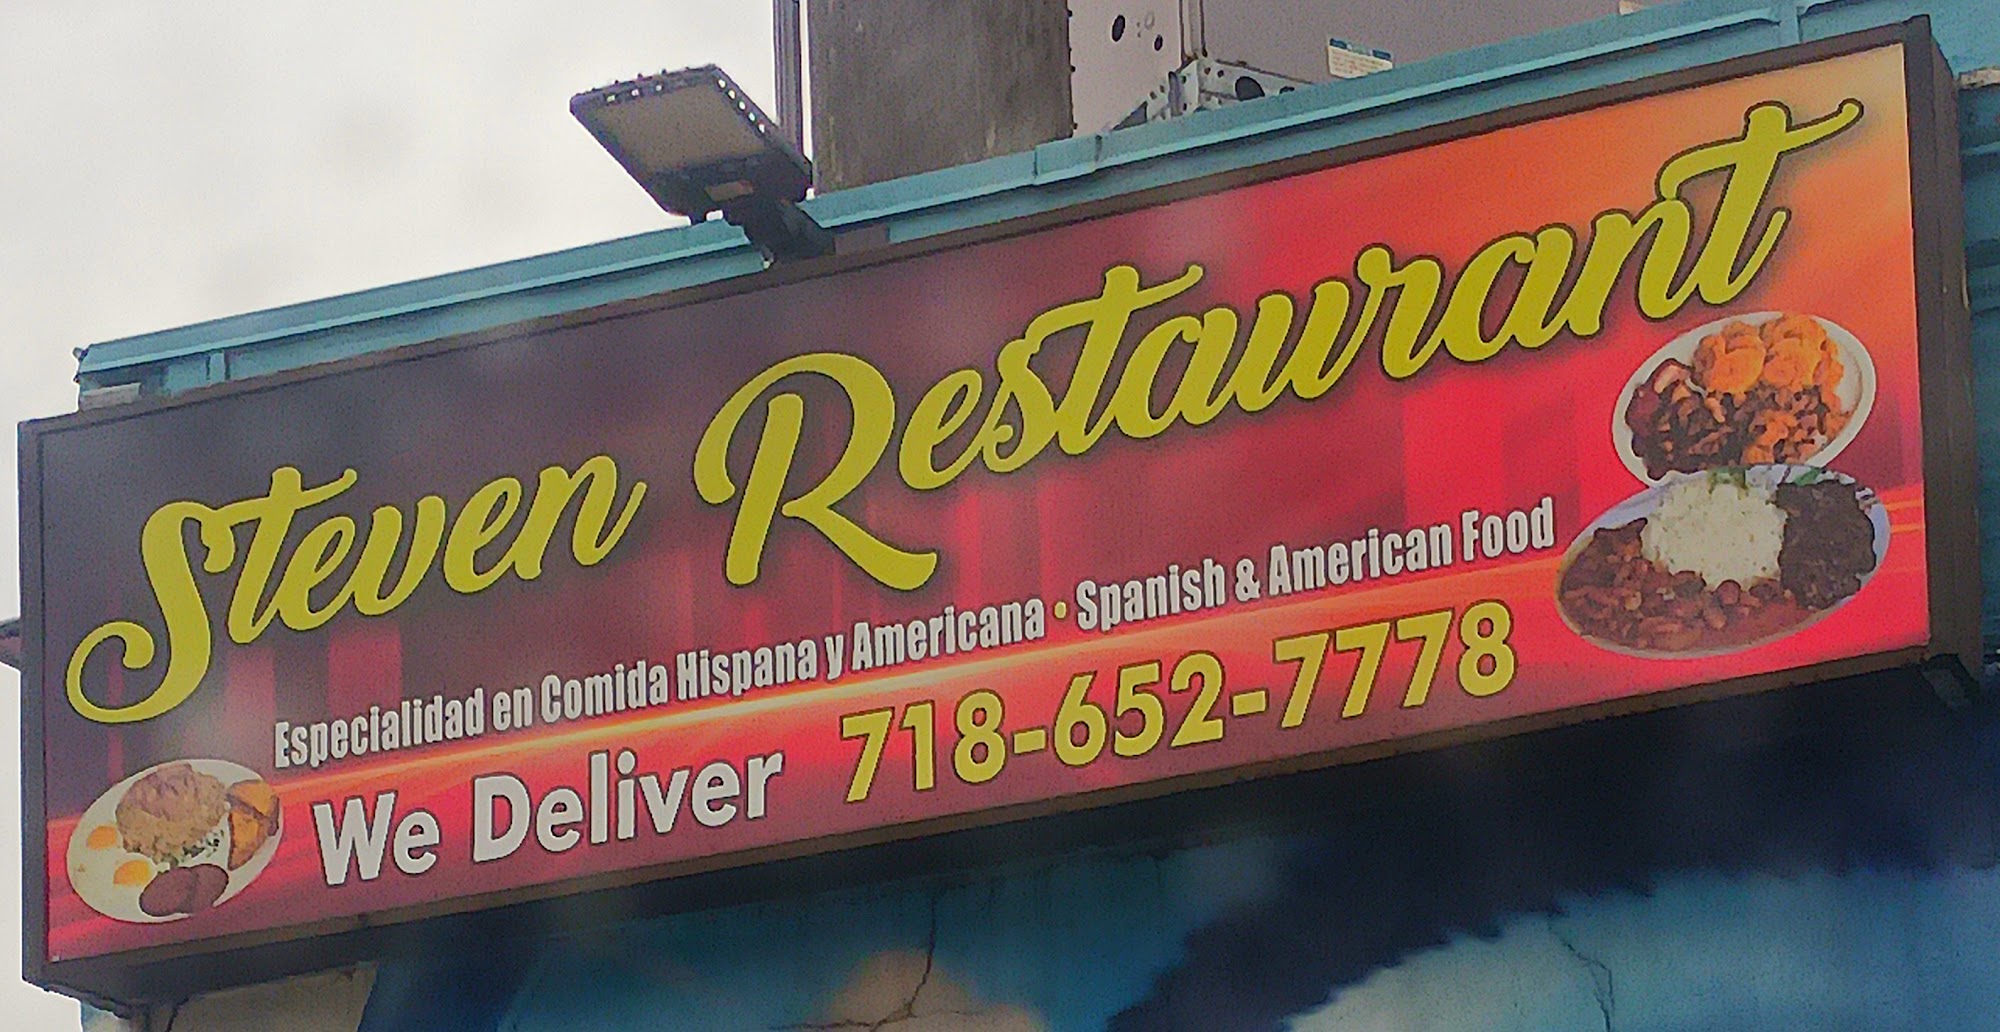 Steven Restaurant
Especialidad en Comida Hispana y Americana • Spanish & American Food
We Deliver 718-652-7778